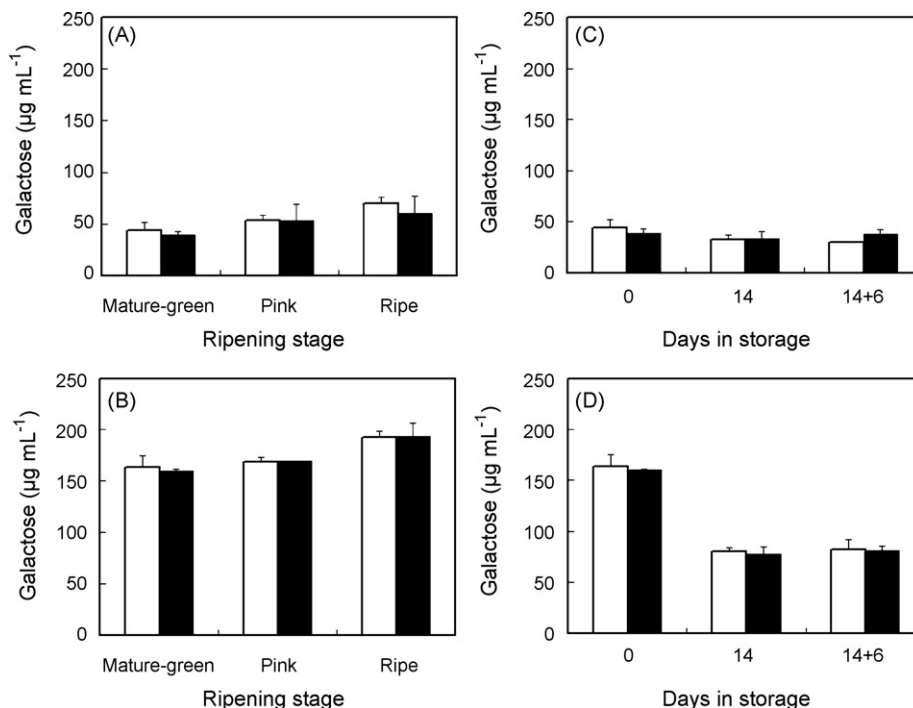 (A)
Galactose (µg mL⁻¹)
250
200
150
100
50
0
Mature-green Pink Ripe
Ripening stage
(C)
Galactose (µg mL⁻¹)
250
200
150
100
50
0
0 14 14+6
Days in storage
(B)
Galactose (µg mL⁻¹)
250
200
150
100
50
0
Mature-green Pink Ripe
Ripening stage
(D)
Galactose (µg mL⁻¹)
250
200
150
100
50
0
0 14 14+6
Days in storage